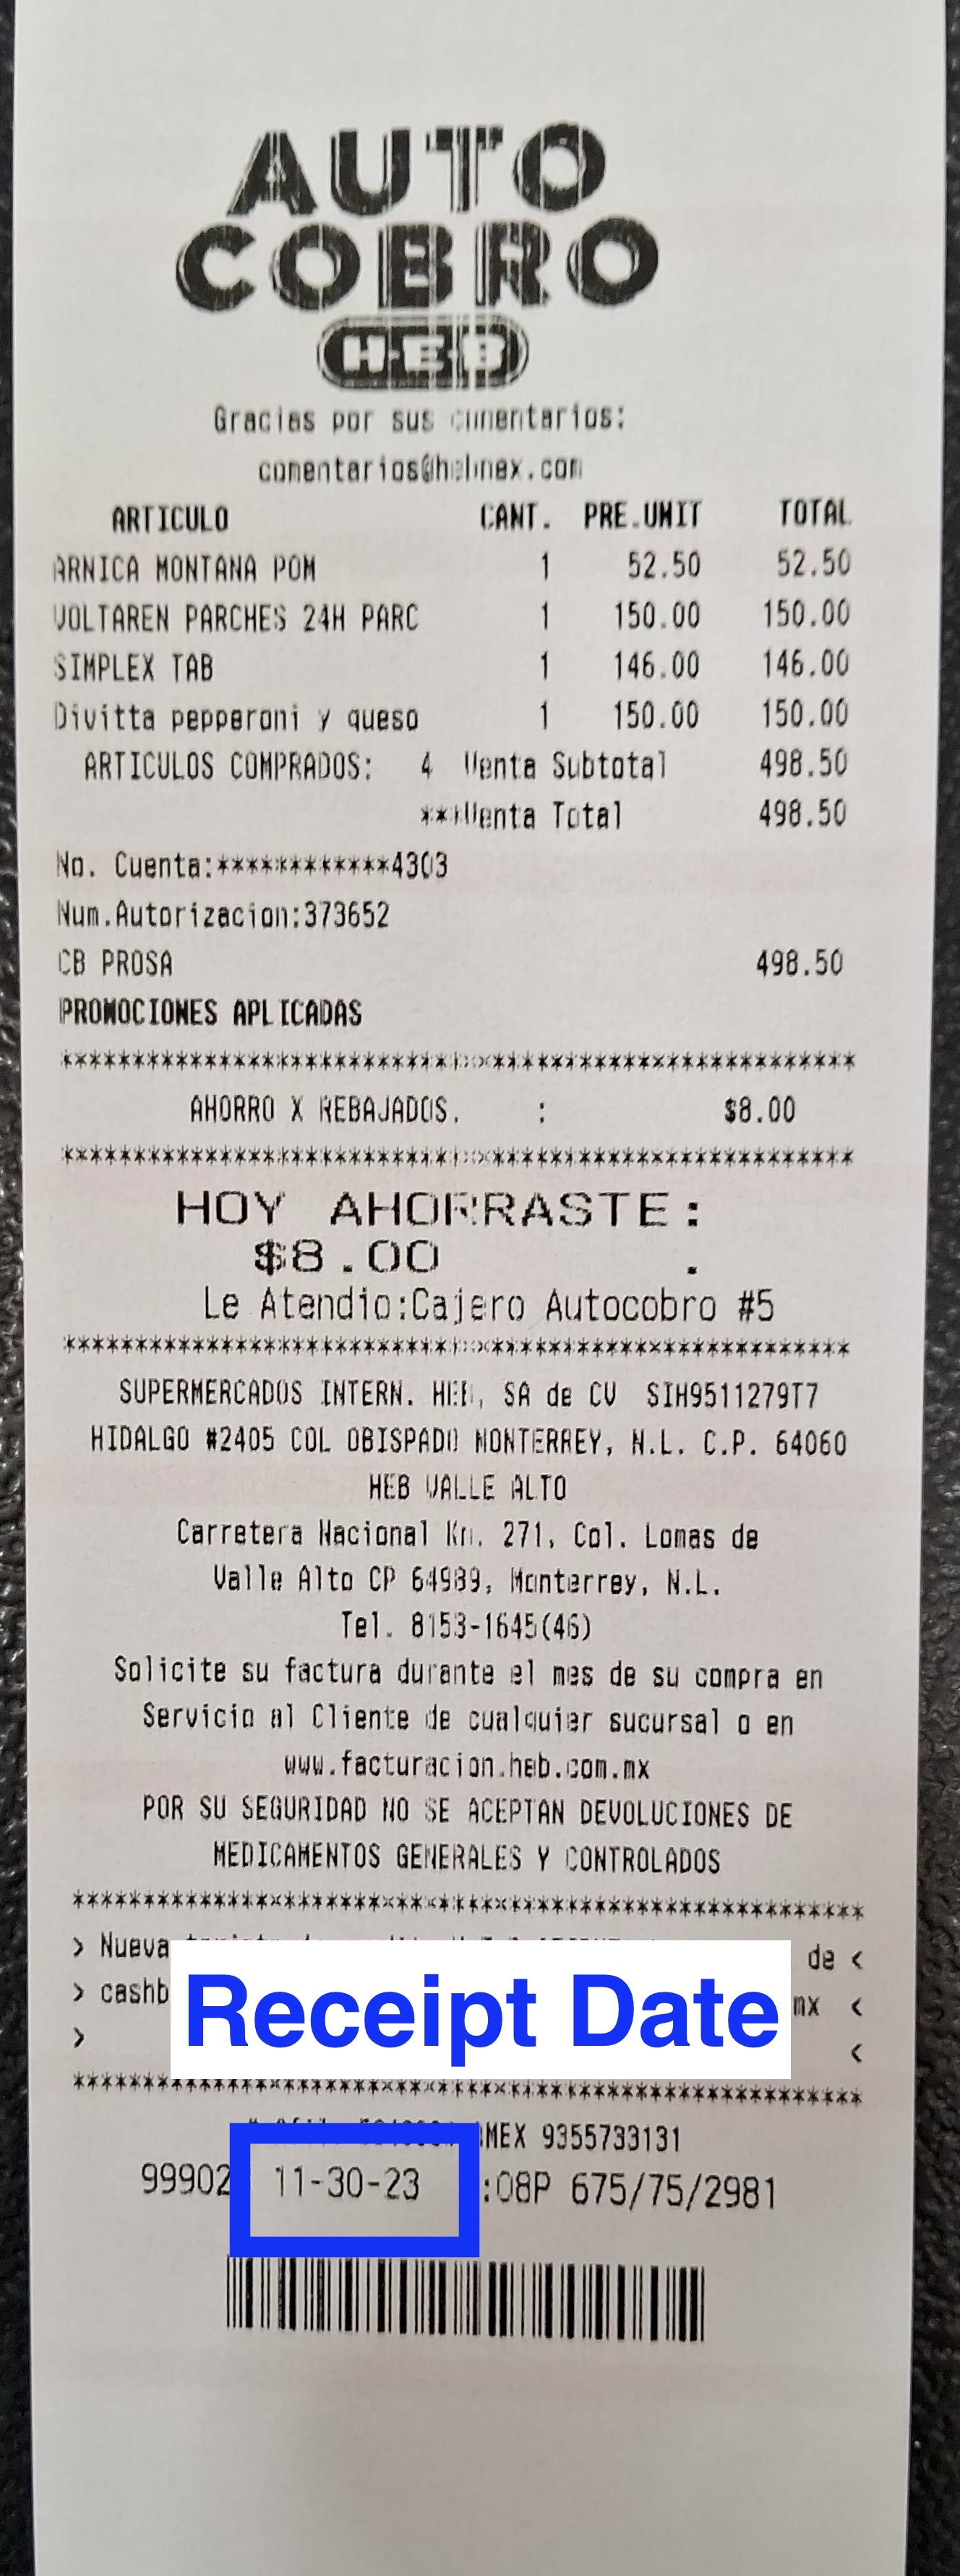 AUTO
COBRO
H-E-B
Gracias por sus comentarios:
comentarios@hebmex.com
ARTICULO CANT. PRE.UNIT TOTAL
ARNICA MONTANA POM 1 52.50 52.50
VOLTAREN PARCHES 24H PARC 1 150.00 150.00
SIMPLEX TAB 1 146.00 146.00
Divitta pepperoni y queso 1 150.00 150.00
ARTICULOS COMPRADOS: 4 Venta Subtotal 498.50
***Venta Total 498.50
No. Cuenta:************4303
Num.Autorizacion:373652
CB PROSA 498.50
PROMOCIONES APLICADAS
*******************************************************
AHORRO X REBAJADOS. : $8.00
*******************************************************
HOY AHORRASTE:
$8.00 .
Le Atendio:Cajero Autocobro #5
*******************************************************
SUPERMERCADOS INTERN. HEB, SA de CV SIH9511279T7
HIDALGO #2405 COL OBISPADO MONTERREY, N.L. C.P. 64060
HEB VALLE ALTO
Carretera Nacional Km. 271, Col. Lomas de
Valle Alto CP 64989, Monterrey, N.L.
Tel. 8153-1645(46)
Solicite su factura durante el mes de su compra en
Servicio al Cliente de cualquier sucursal o en
www.facturacion.heb.com.mx
POR SU SEGURIDAD NO SE ACEPTAN DEVOLUCIONES DE
MEDICAMENTOS GENERALES Y CONTROLADOS
*******************************************************
> Nueva de <
> cashb mx <
> <
Receipt Date
*******************************************************
AMEX 9355733131
99902 11-30-23 :08P 675/75/2981